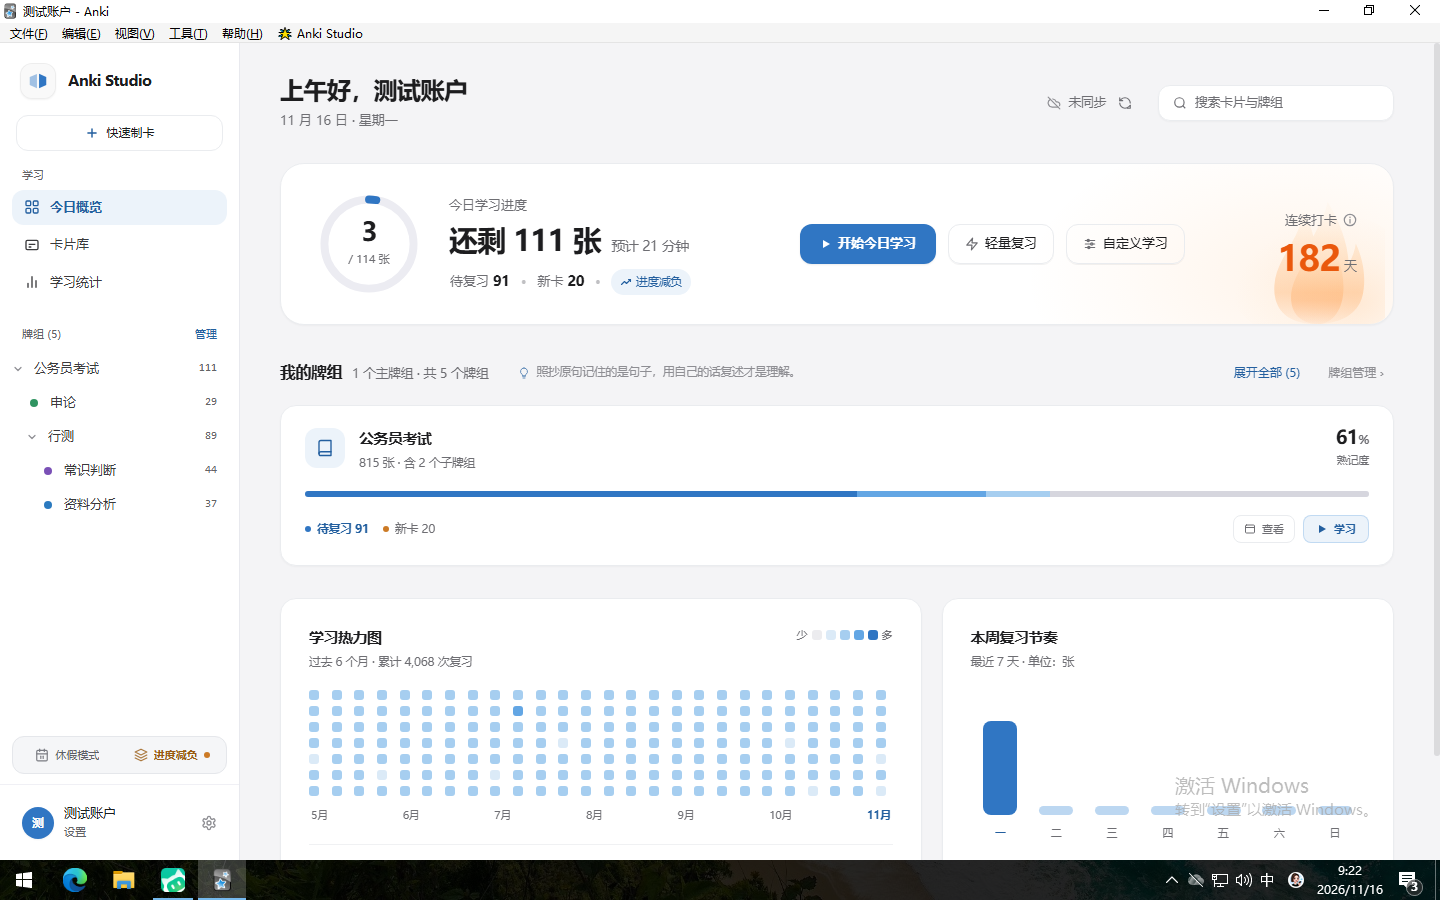 测试账户 - Anki
文件(F) 编辑(E) 视图(V) 工具(T) 帮助(H) Anki Studio
Anki Studio
快速制卡
学习
今日概览
卡片库
学习统计
牌组 (5) 管理
公务员考试 111
申论 29
行测 89
常识判断 44
资料分析 37
休假模式 进度减负
测 测试账户
设置
上午好，测试账户
11 月 16 日 · 星期一
未同步
搜索卡片与牌组
3
/ 114 张
今日学习进度
还剩 111 张 预计 21 分钟
待复习 91 • 新卡 20 • 进度减负
开始今日学习 轻量复习 自定义学习
连续打卡
182 天
我的牌组 1 个主牌组 · 共 5 个牌组 照抄原句记住的是句子，用自己的话复述才是理解。 展开全部 (5) 牌组管理 ›
公务员考试
815 张 · 含 2 个子牌组
61%
熟记度
待复习 91 新卡 20
查看 学习
学习热力图
过去 6 个月 · 累计 4,068 次复习
少 多
5月 6月 7月 8月 9月 10月 11月
本周复习节奏
最近 7 天 · 单位：张
一 二 三 四 五 六 日
激活 Windows
转到"设置"以激活 Windows。
中
9:22
2026/11/16
3